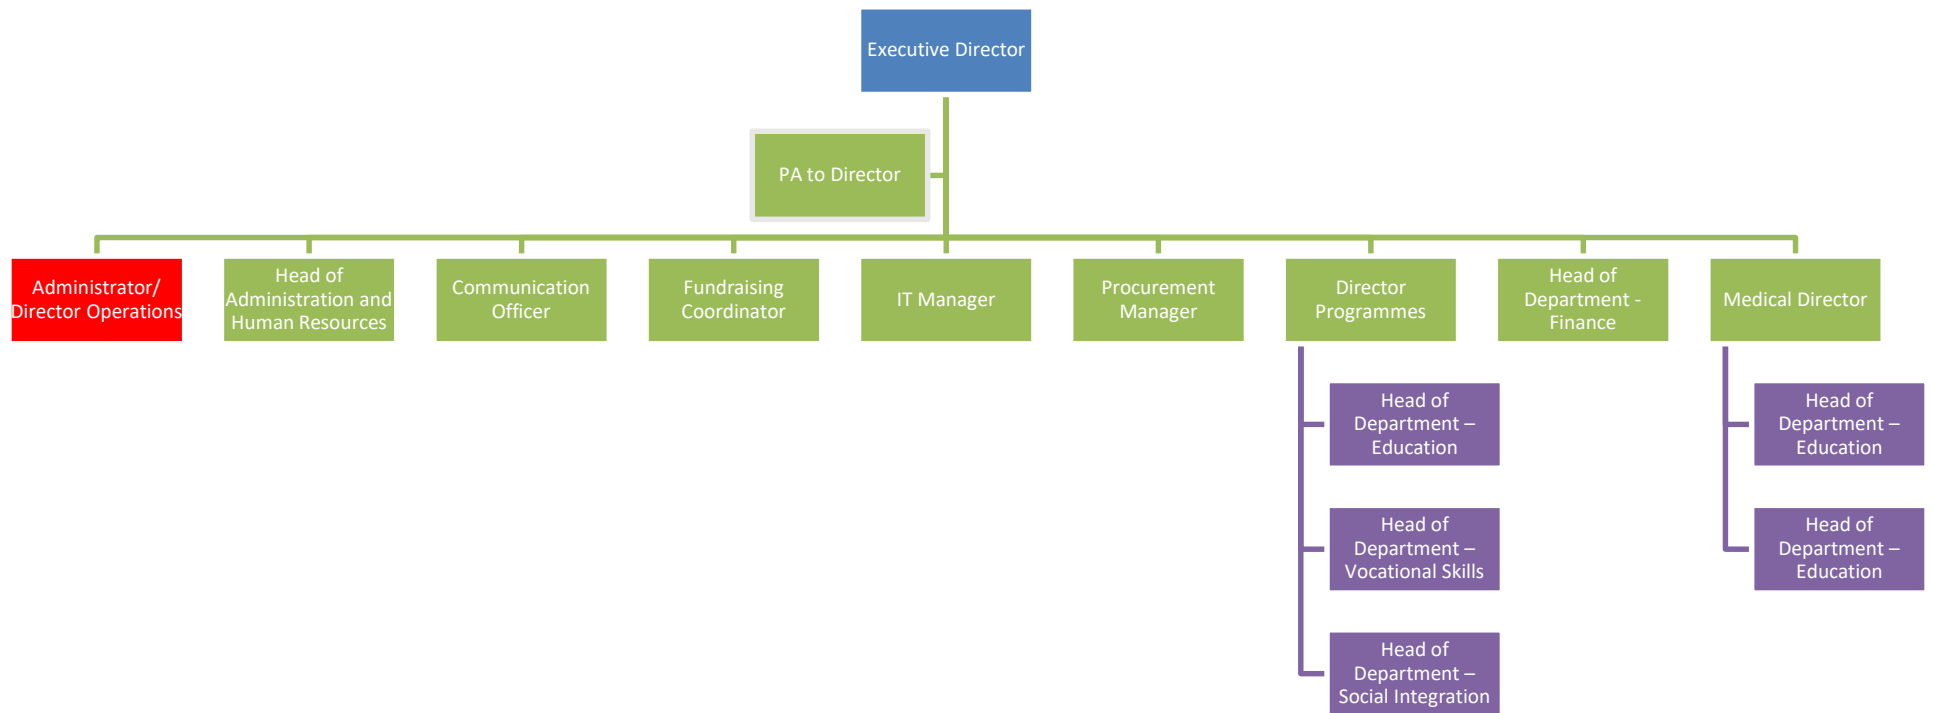 Executive Director
PA to Director
Administrator/
Director Operations
Head of
Administration and
Human Resources
Communication
Officer
Fundraising
Coordinator
IT Manager
Procurement
Manager
Director
Programmes
Head of
Department -
Finance
Medical Director
Head of
Department –
Education
Head of
Department –
Vocational Skills
Head of
Department –
Social Integration
Head of
Department –
Education
Head of
Department –
Education